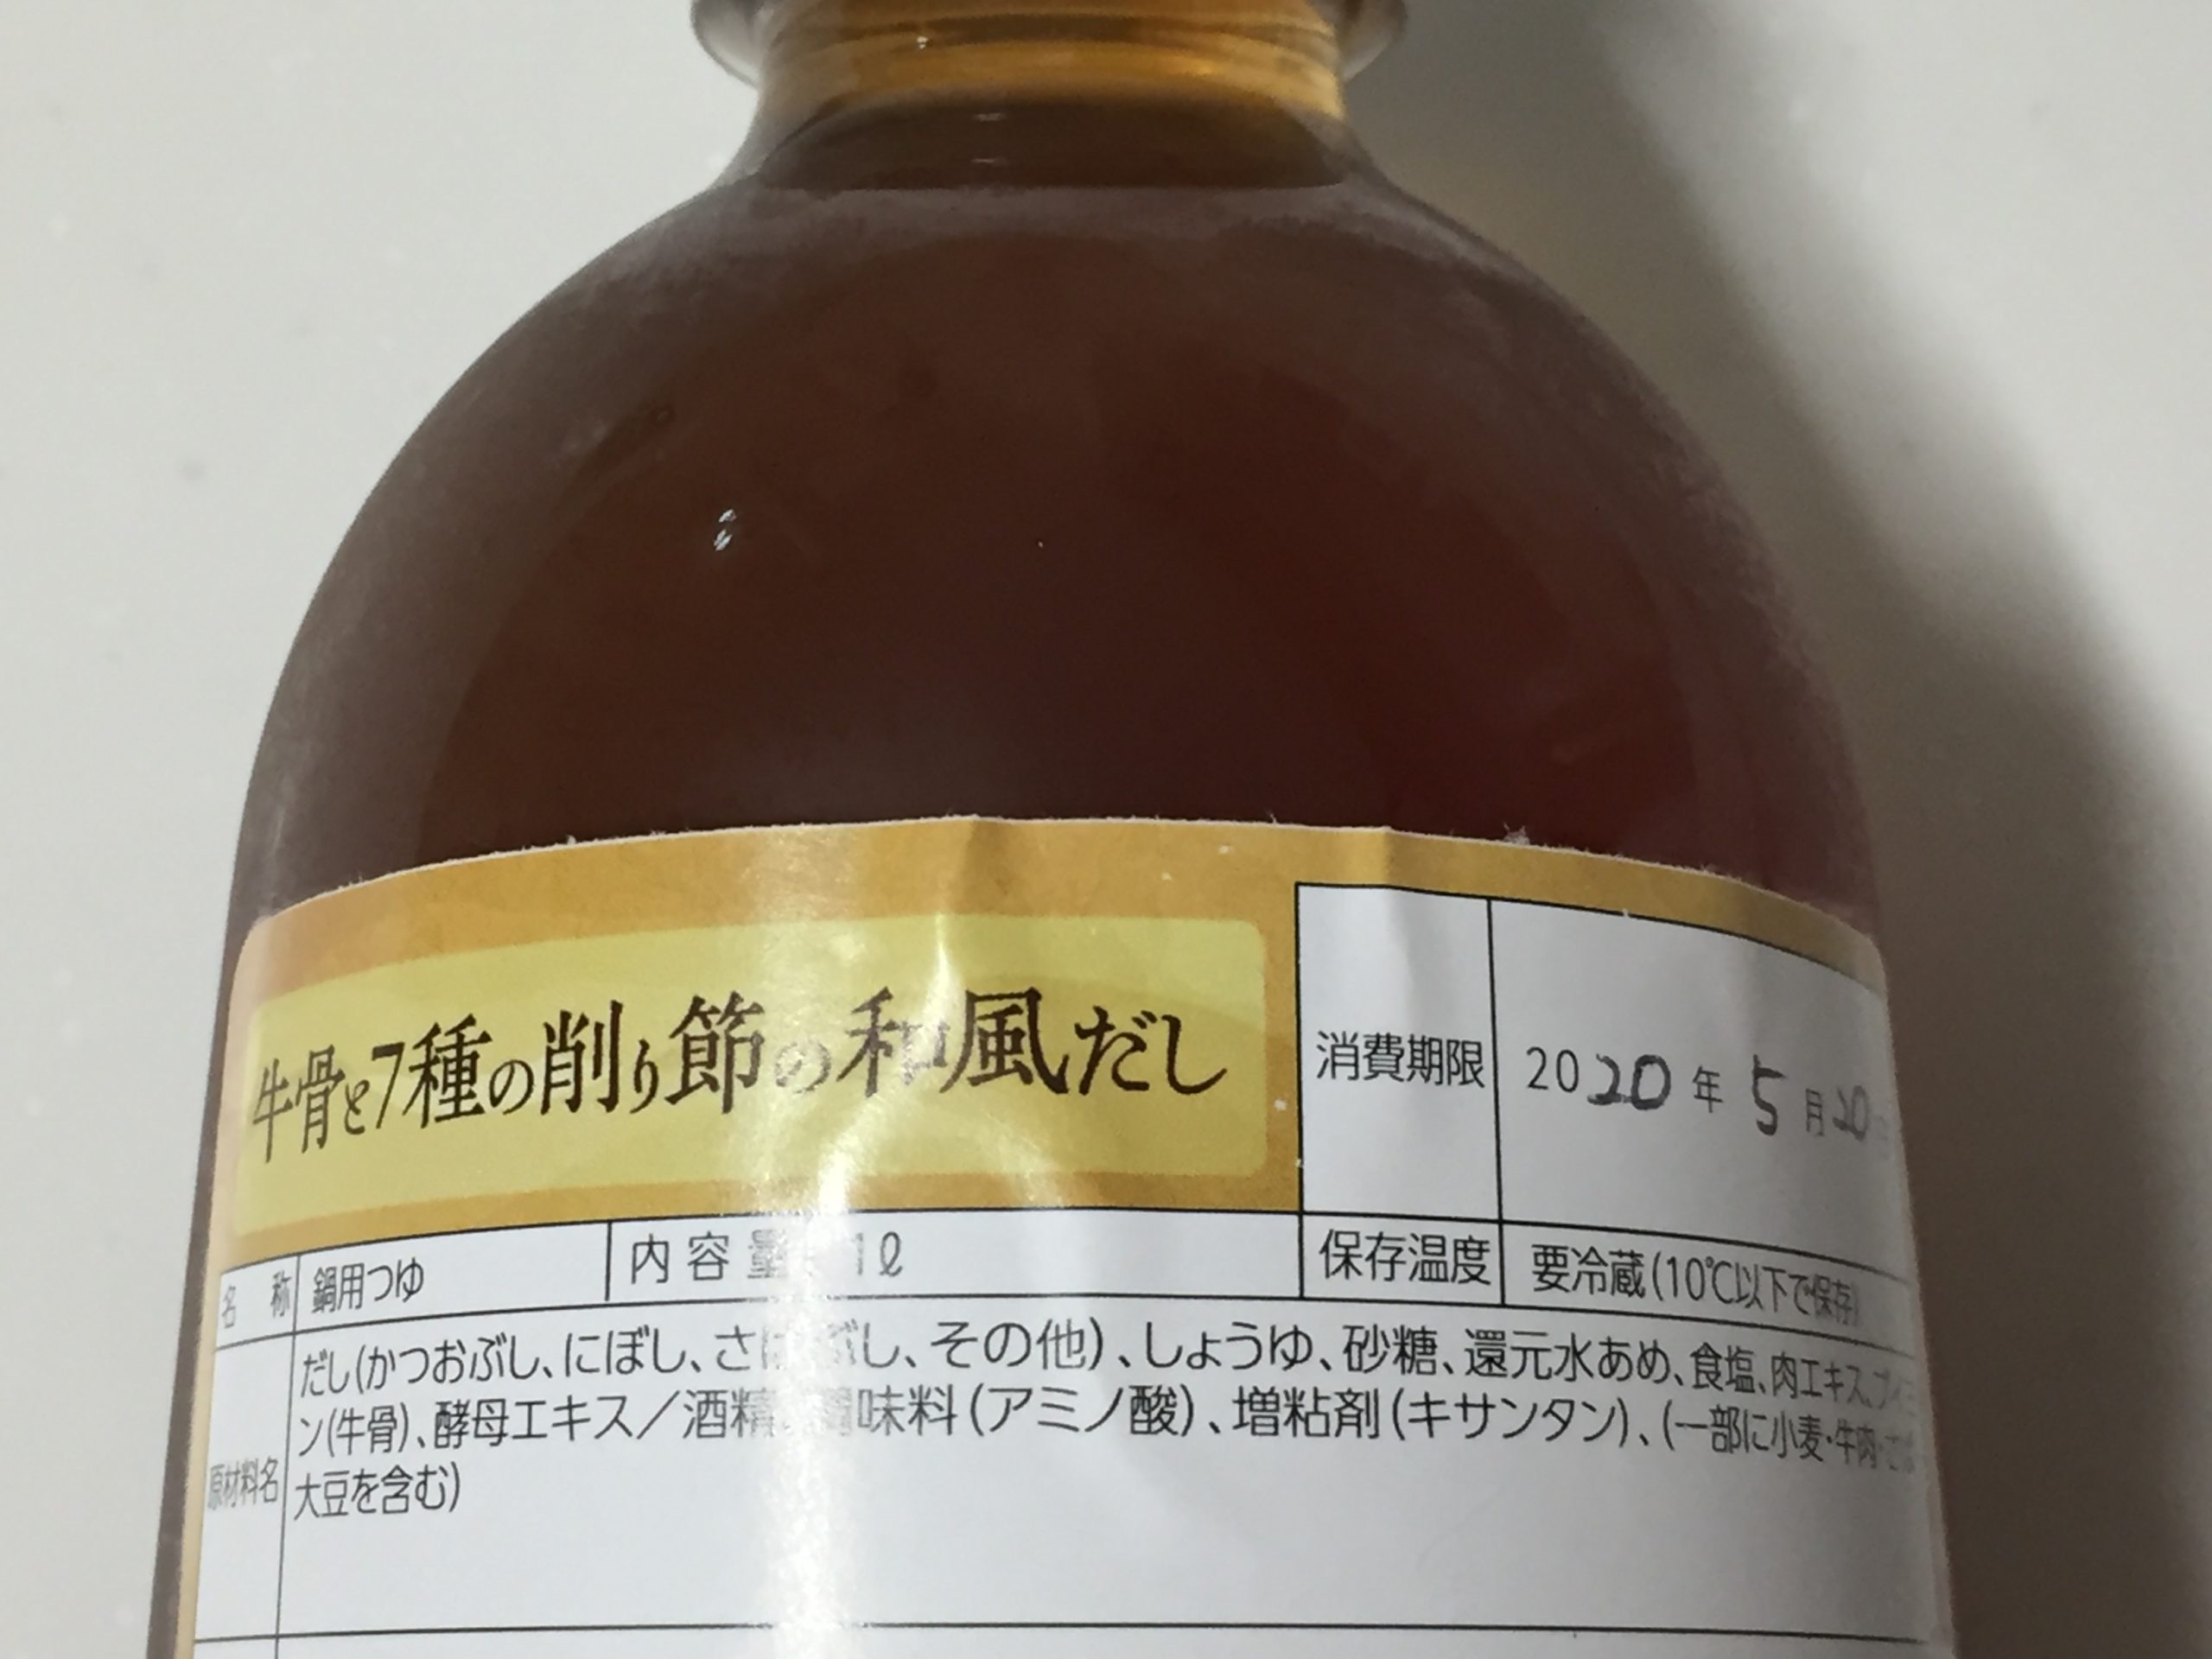 牛骨と7種の削り節の和風だし
消費期限 2020年 5月20
名 称 鍋用つゆ 内容量 1ℓ
保存温度 要冷蔵(10℃以下で保存)
原材料名
だし(かつおぶし、にぼし、さばぶし、その他)、しょうゆ、砂糖、還元水あめ、食塩、肉エキス、
ン(牛骨)、酵母エキス／酒精、調味料(アミノ酸)、増粘剤(キサンタン)、(一部に小麦・牛肉・さば
大豆を含む)